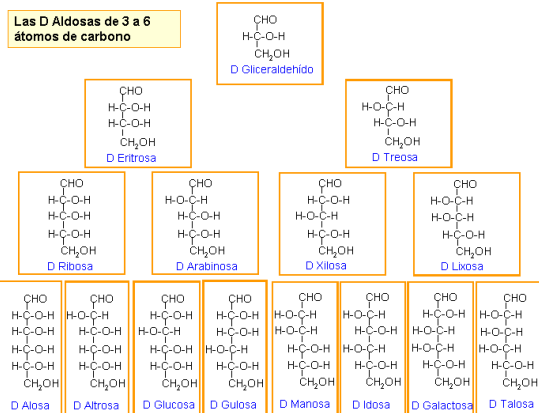 Las D Aldosas de 3 a 6
átomos de carbono
CHO
H-C-O-H
CH2OH
D Gliceraldehído
CHO
H-C-O-H
H-C-O-H
CH2OH
D Eritrosa
CHO
H-O-C-H
H-C-O-H
CH2OH
D Treosa
CHO
H-C-O-H
H-C-O-H
H-C-O-H
CH2OH
D Ribosa
CHO
H-O-C-H
H-C-O-H
H-C-O-H
CH2OH
D Arabinosa
CHO
H-C-O-H
H-O-C-H
H-C-O-H
CH2OH
D Xilosa
CHO
H-O-C-H
H-O-C-H
H-C-O-H
CH2OH
D Lixosa
CHO
H-C-O-H
H-C-O-H
H-C-O-H
H-C-O-H
CH2OH
D Alosa
CHO
H-O-C-H
H-C-O-H
H-C-O-H
H-C-O-H
CH2OH
D Altrosa
CHO
H-C-O-H
H-O-C-H
H-C-O-H
H-C-O-H
CH2OH
D Glucosa
CHO
H-C-O-H
H-C-O-H
H-O-C-H
H-C-O-H
CH2OH
D Gulosa
CHO
H-O-C-H
H-O-C-H
H-C-O-H
H-C-O-H
CH2OH
D Manosa
CHO
H-O-C-H
H-C-O-H
H-O-C-H
H-C-O-H
CH2OH
D Idosa
CHO
H-C-O-H
H-O-C-H
H-O-C-H
H-C-O-H
CH2OH
D Galactosa
CHO
H-O-C-H
H-O-C-H
H-O-C-H
H-C-O-H
CH2OH
D Talosa